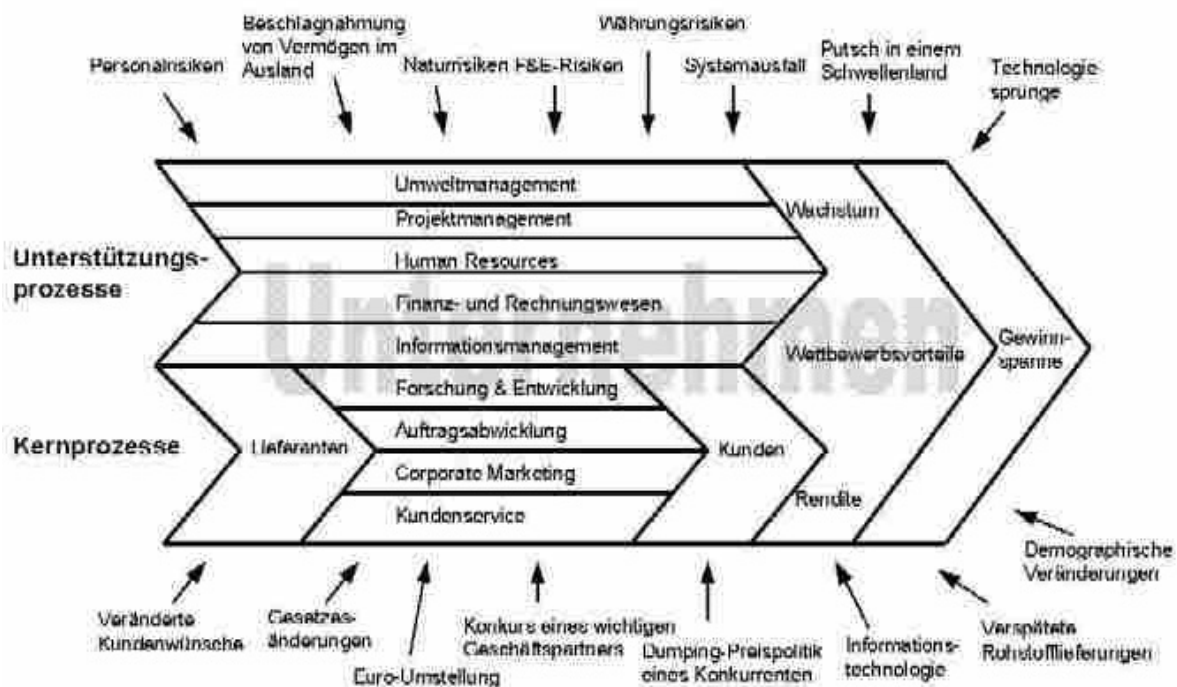 Beschlagnahmung
von Vermögen im
Ausland
Währungsrisiken
Putsch in einem
Schwellenland
Personalrisiken
Naturrisiken
F&E-Risiken
Systemausfall
Technologie
sprünge
Umweltmanagement
Projektmanagement
Human Resources
Finanz- und Rechnungswesen
Informationsmanagement
Unterstützungs-
prozesse
Wachstum
Wettbewerbsvorteile
Gewinn-
spanne
Unternehmen
Forschung & Entwicklung
Auftragsabwicklung
Corporate Marketing
Kundenservice
Kernprozesse
Lieferanten
Kunden
Rendite
Veränderte
Kundenwünsche
Gesetzes-
änderungen
Euro-Umstellung
Konkurs eines wichtigen
Geschäftspartners
Dumping-Preispolitik
eines Konkurrenten
Informations-
technologie
Verspätete
Rohstofflieferungen
Demographische
Veränderungen